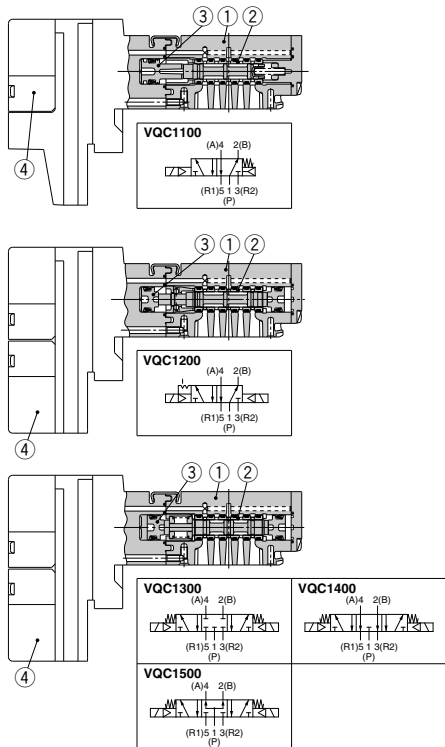 ③ ① ②
④
VQC1100
(A)4 2(B)
(R1)5 1 3(R2)
(P)
③ ① ②
④
VQC1200
(A)4 2(B)
(R1)5 1 3(R2)
(P)
③ ① ②
④
VQC1300
(A)4 2(B)
(R1)5 1 3(R2)
(P)
VQC1400
(A)4 2(B)
(R1)5 1 3(R2)
(P)
VQC1500
(A)4 2(B)
(R1)5 1 3(R2)
(P)